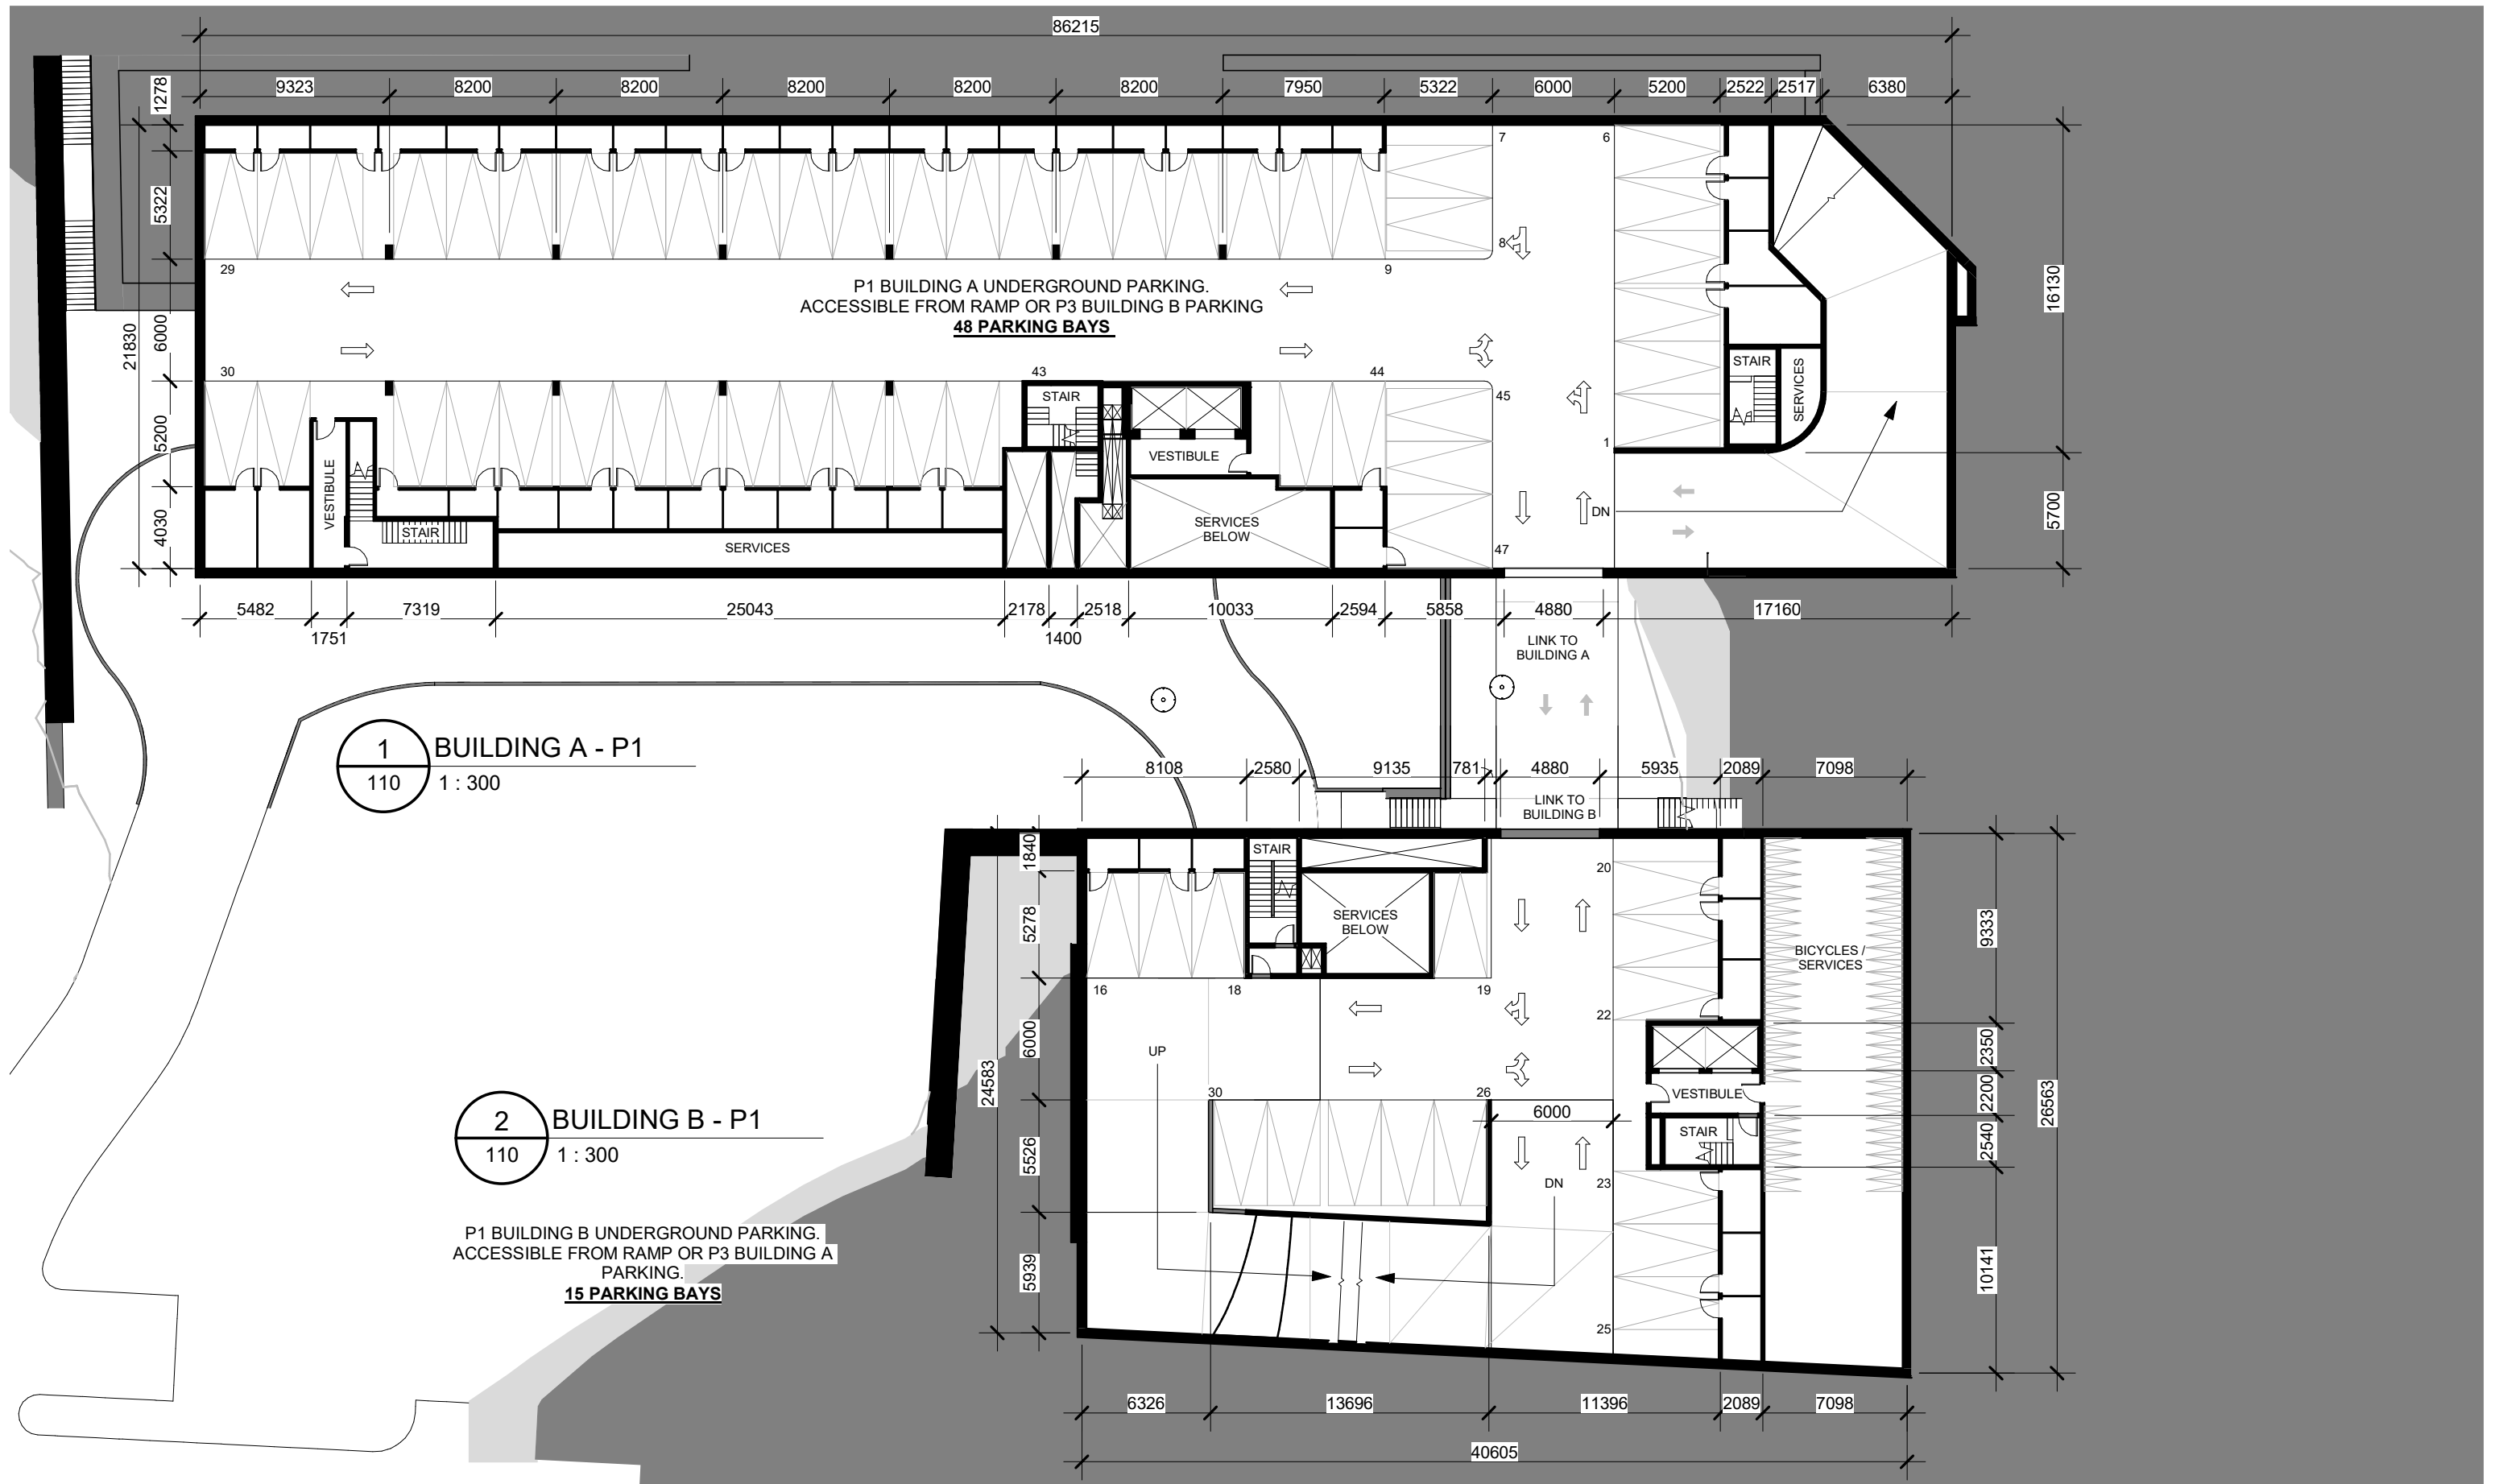 86215
9323
8200
8200
8200
8200
8200
7950
5322
6000
5200
2522
2517
6380
1278
5322
21830
6000
5200
4030
7
6
8
29
9
P1 BUILDING A UNDERGROUND PARKING.
ACCESSIBLE FROM RAMP OR P3 BUILDING B PARKING
48 PARKING BAYS
16130
5700
30
43
44
45
1
47
STAIR
SERVICES
STAIR
VESTIBULE
VESTIBULE
STAIR
SERVICES
SERVICES
BELOW
DN
5482
1751
7319
25043
2178
1400
2518
10033
2594
5858
4880
17160
LINK TO
BUILDING A
1
110
BUILDING A - P1
1 : 300
8108
2580
9135
781
4880
5935
2089
7098
LINK TO
BUILDING B
1840
5278
6000
24583
5526
5939
STAIR
SERVICES
BELOW
20
BICYCLES /
SERVICES
16
18
19
22
UP
VESTIBULE
30
26
6000
STAIR
23
DN
25
9333
2350
2200
2540
26563
10141
2
110
BUILDING B - P1
1 : 300
P1 BUILDING B UNDERGROUND PARKING.
ACCESSIBLE FROM RAMP OR P3 BUILDING A
PARKING.
15 PARKING BAYS
6326
13696
11396
2089
7098
40605